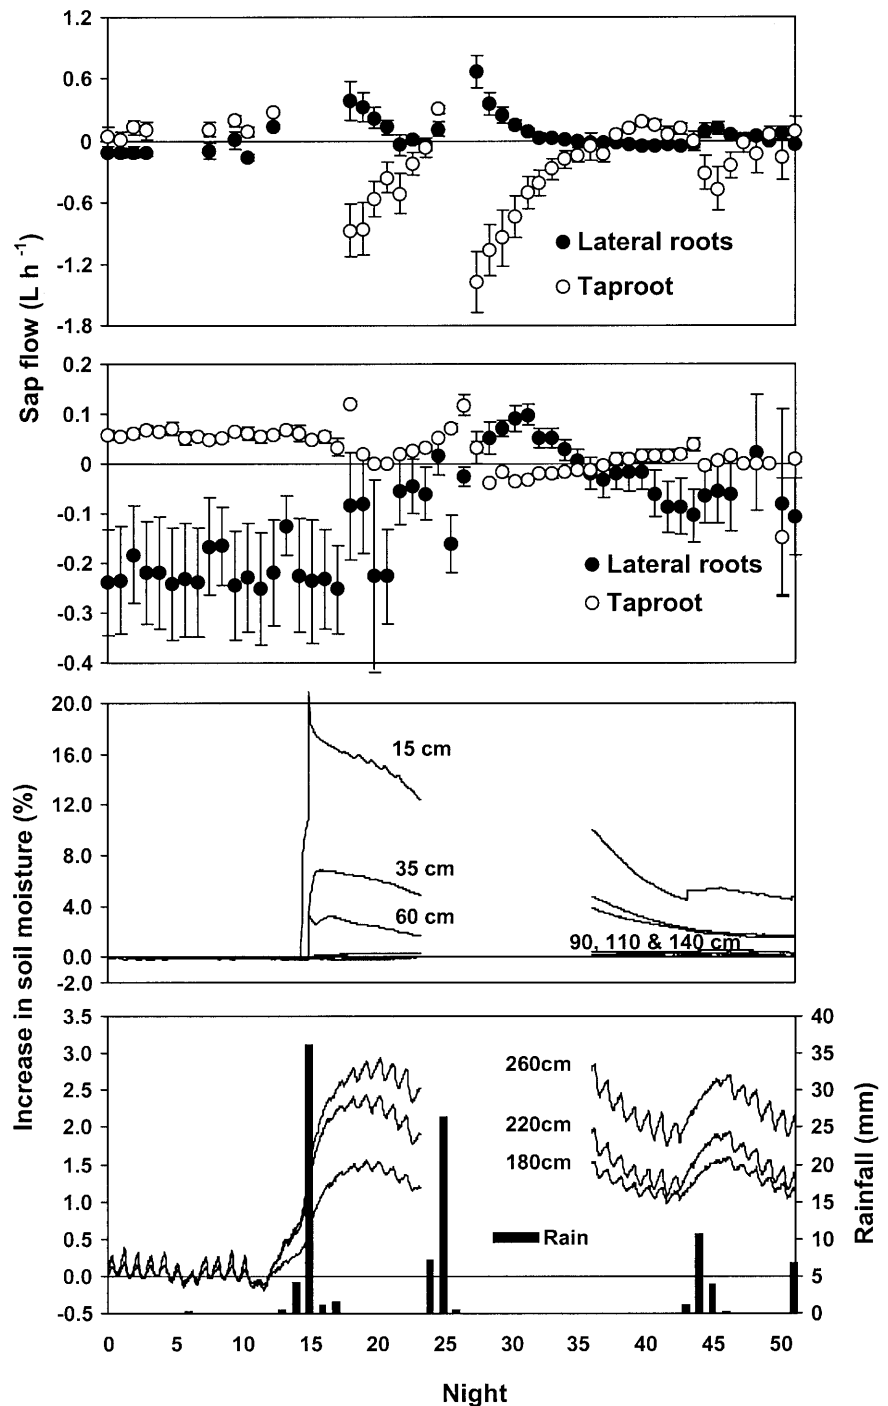 1.2
0.6
0
-0.6
-1.2
-1.8
Lateral roots
Taproot
Sap flow (L h -1)
0.2
0.1
0
-0.1
-0.2
-0.3
-0.4
Lateral roots
Taproot
20.0
16.0
12.0
8.0
4.0
0.0
-2.0
15 cm
35 cm
60 cm
90, 110 & 140 cm
Increase in soil moisture (%)
3.5
3.0
2.5
2.0
1.5
1.0
0.5
0.0
-0.5
260cm
220cm
180cm
Rain
40
35
30
25
20
15
10
5
0
Rainfall (mm)
0 5 10 15 20 25 30 35 40 45 50
Night